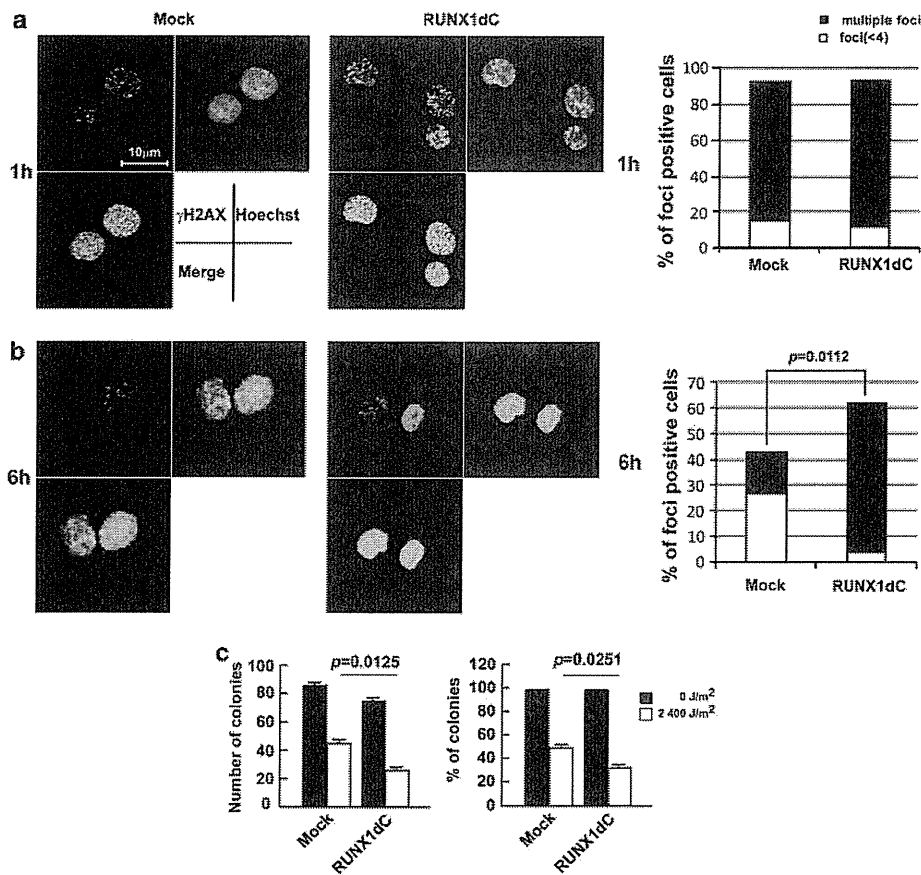 a
Mock
RUNX1dC
multiple foci
foci(<4)
1h
10μm
γH2AX Hoechst
Merge
1h
% of foci positive cells
100
80
60
40
20
0
Mock RUNX1dC
b
6h
6h
p=0.0112
% of foci positive cells
70
60
50
40
30
20
10
0
Mock RUNX1dC
c
Number of colonies
100
80
60
40
20
0
p=0.0125
Mock
RUNX1dC
% of colonies
120
100
80
60
40
20
0
p=0.0251
Mock
RUNX1dC
0 J/m²
2 400 J/m²